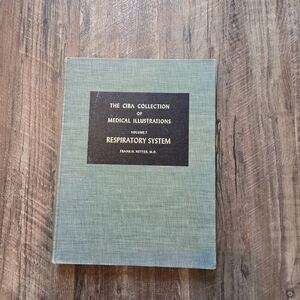 THE CIBA COLLECTION
OF
MEDICAL ILLUSTRATIONS
VOLUME 7
RESPIRATORY SYSTEM
FRANK H. NETTER, M.D.